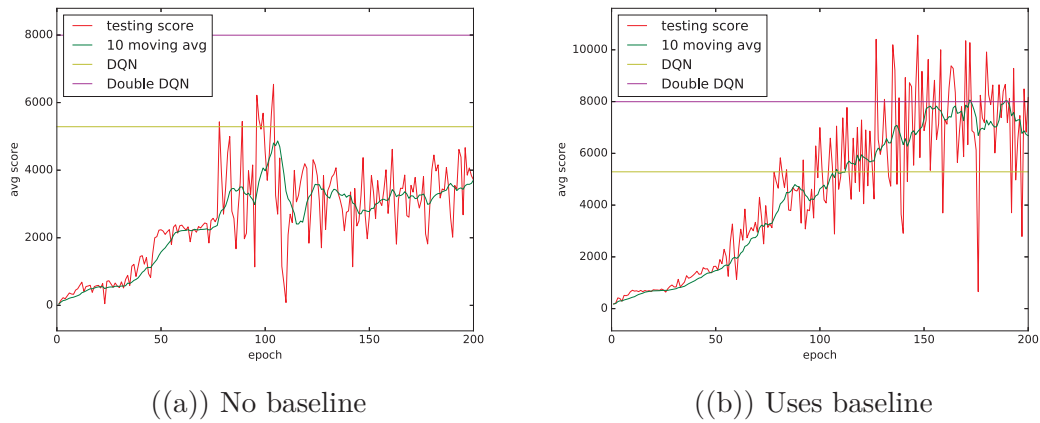 testing score
10 moving avg
DQN
Double DQN
8000
6000
4000
2000
0
avg score
0
50
100
150
200
epoch
((a)) No baseline
testing score
10 moving avg
DQN
Double DQN
10000
8000
6000
4000
2000
0
avg score
0
50
100
150
200
epoch
((b)) Uses baseline